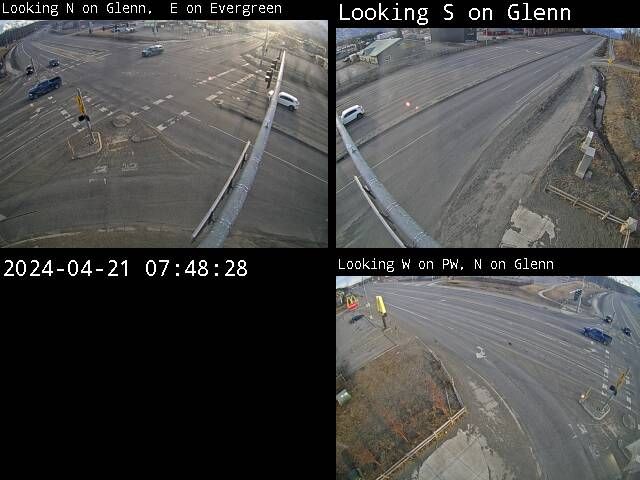 Looking N on Glenn,  E on Evergreen
Looking S on Glenn
2024-04-21 07:48:28
Looking W on PW, N on Glenn